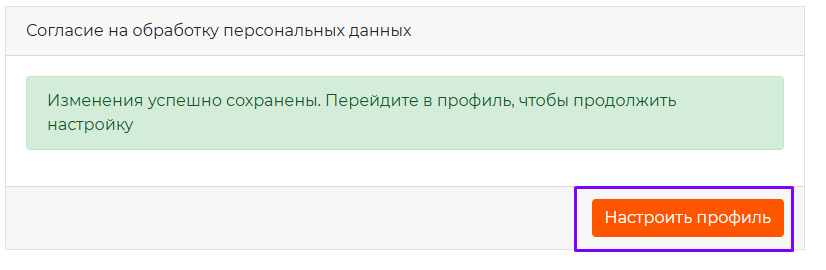 Согласие на обработку персональных данных
Изменения успешно сохранены. Перейдите в профиль, чтобы продолжить
настройку
Настроить профиль